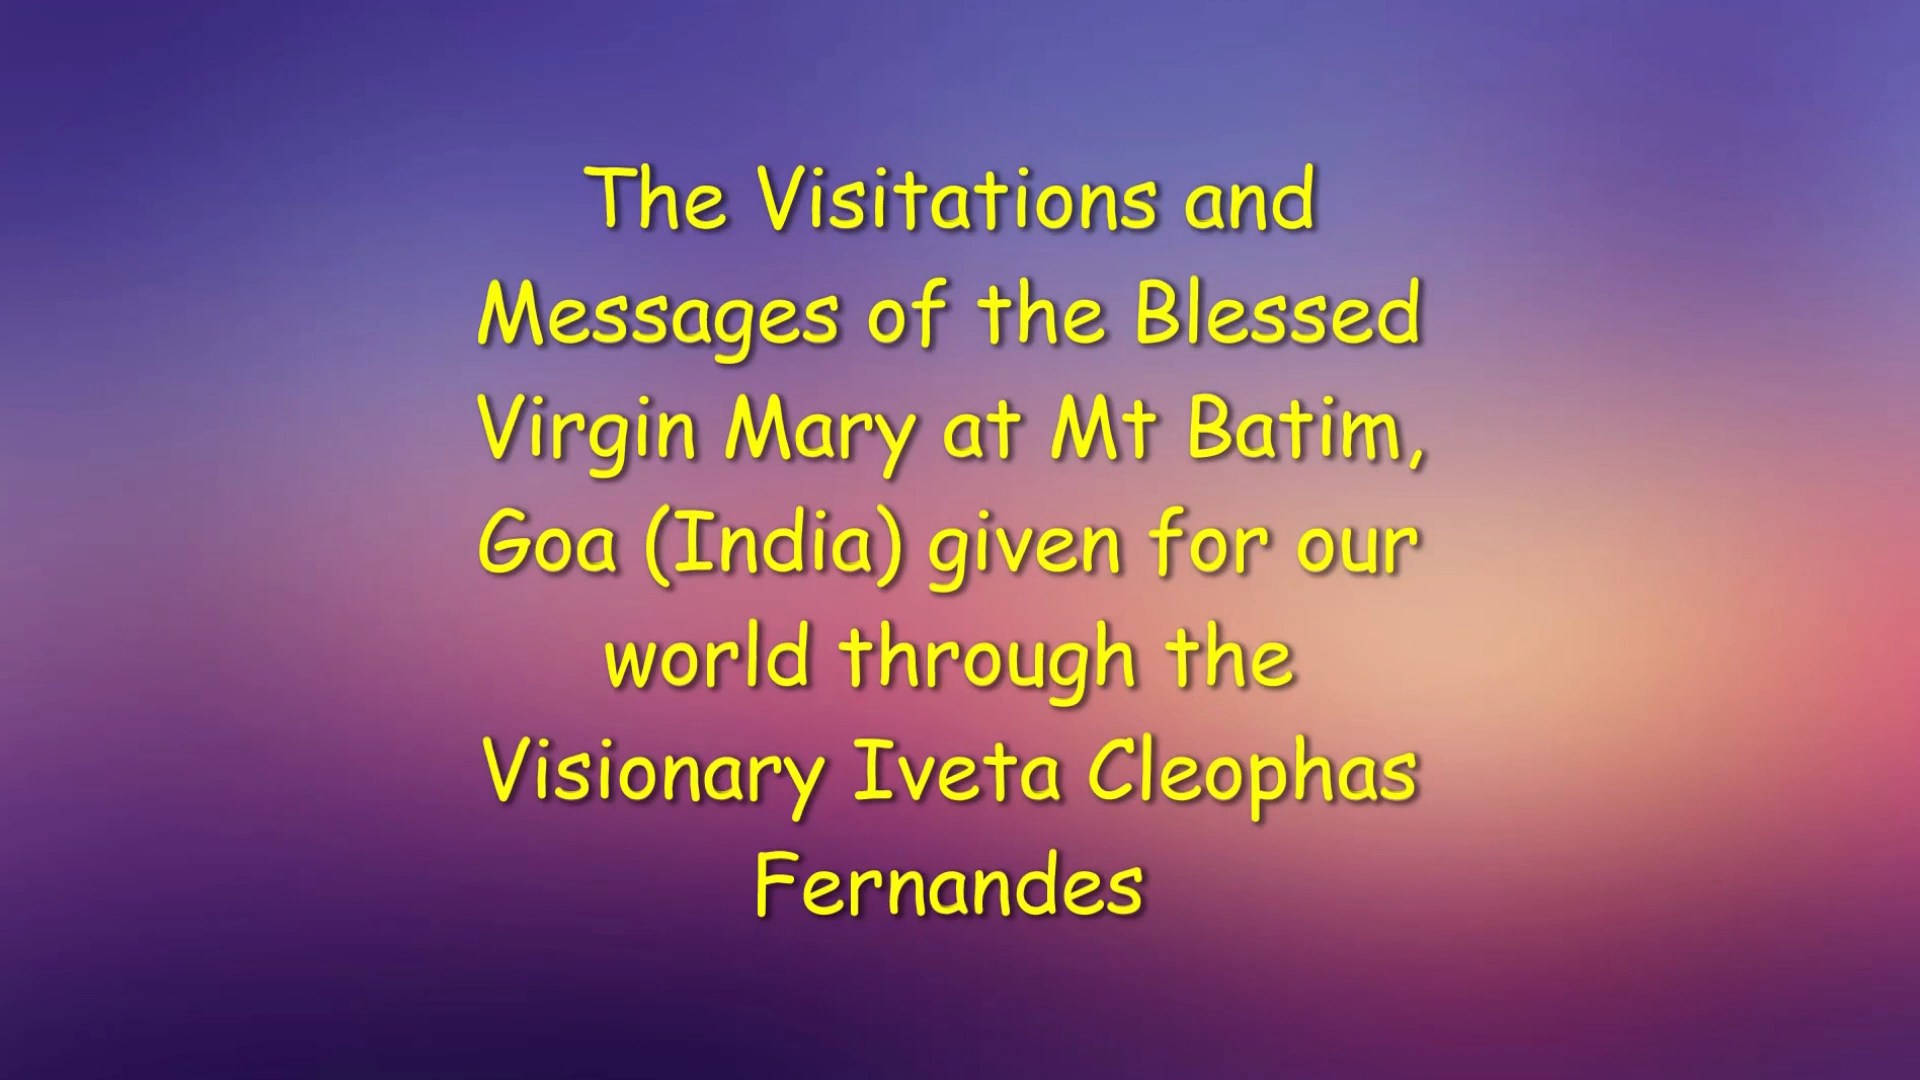 The Visitations and
Messages of the Blessed
Virgin Mary at Mt Batim,
Goa (India) given for our
world through the
Visionary Iveta Cleophas
Fernandes